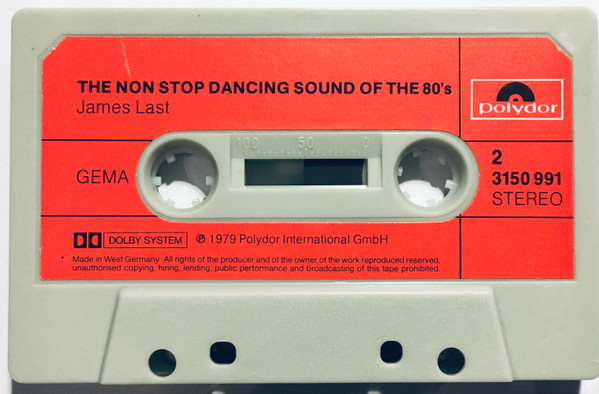 THE NON STOP DANCING SOUND OF THE 80's
James Last
polydor
100 50 0
GEMA
2
3150 991
STEREO
DOLBY SYSTEM ℗ 1979 Polydor International GmbH
* Made in West Germany · All rights of the producer and of the owner of the work reproduced reserved,
unauthorised copying, hiring, lending, public performance and broadcasting of this tape prohibited.